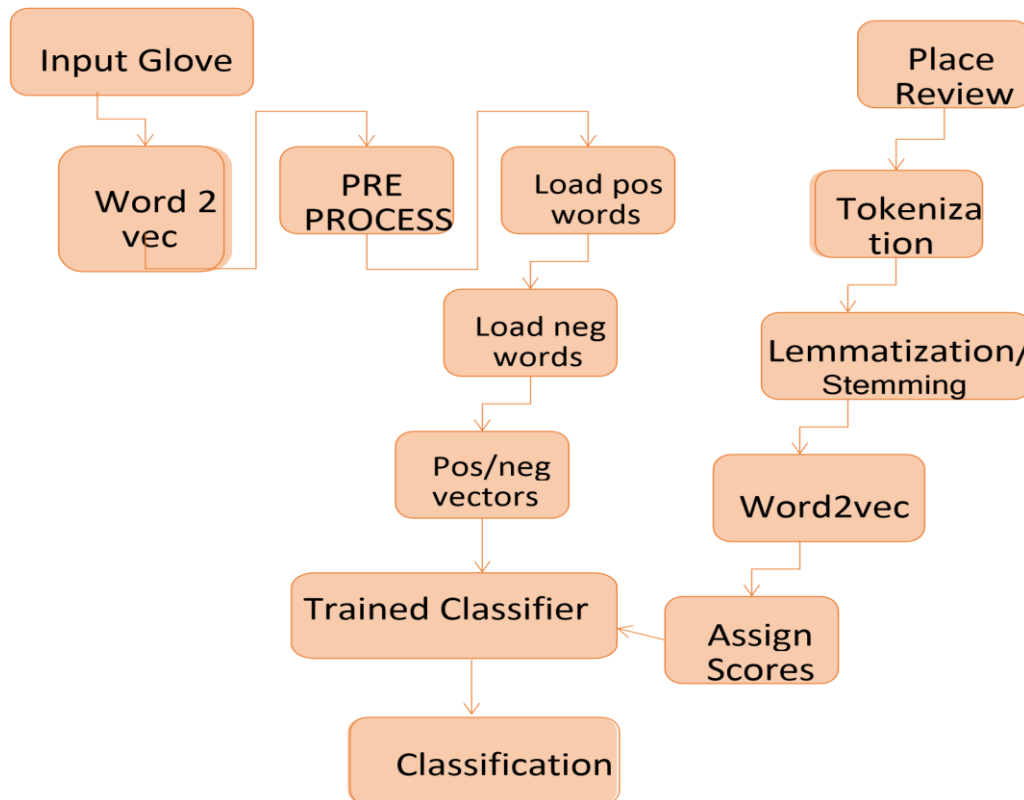 Input Glove
Word 2
vec
PRE
PROCESS
Load pos
words
Load neg
words
Pos/neg
vectors
Trained Classifier
Classification
Place
Review
Tokeniza
tion
Lemmatization/
Stemming
Word2vec
Assign
Scores